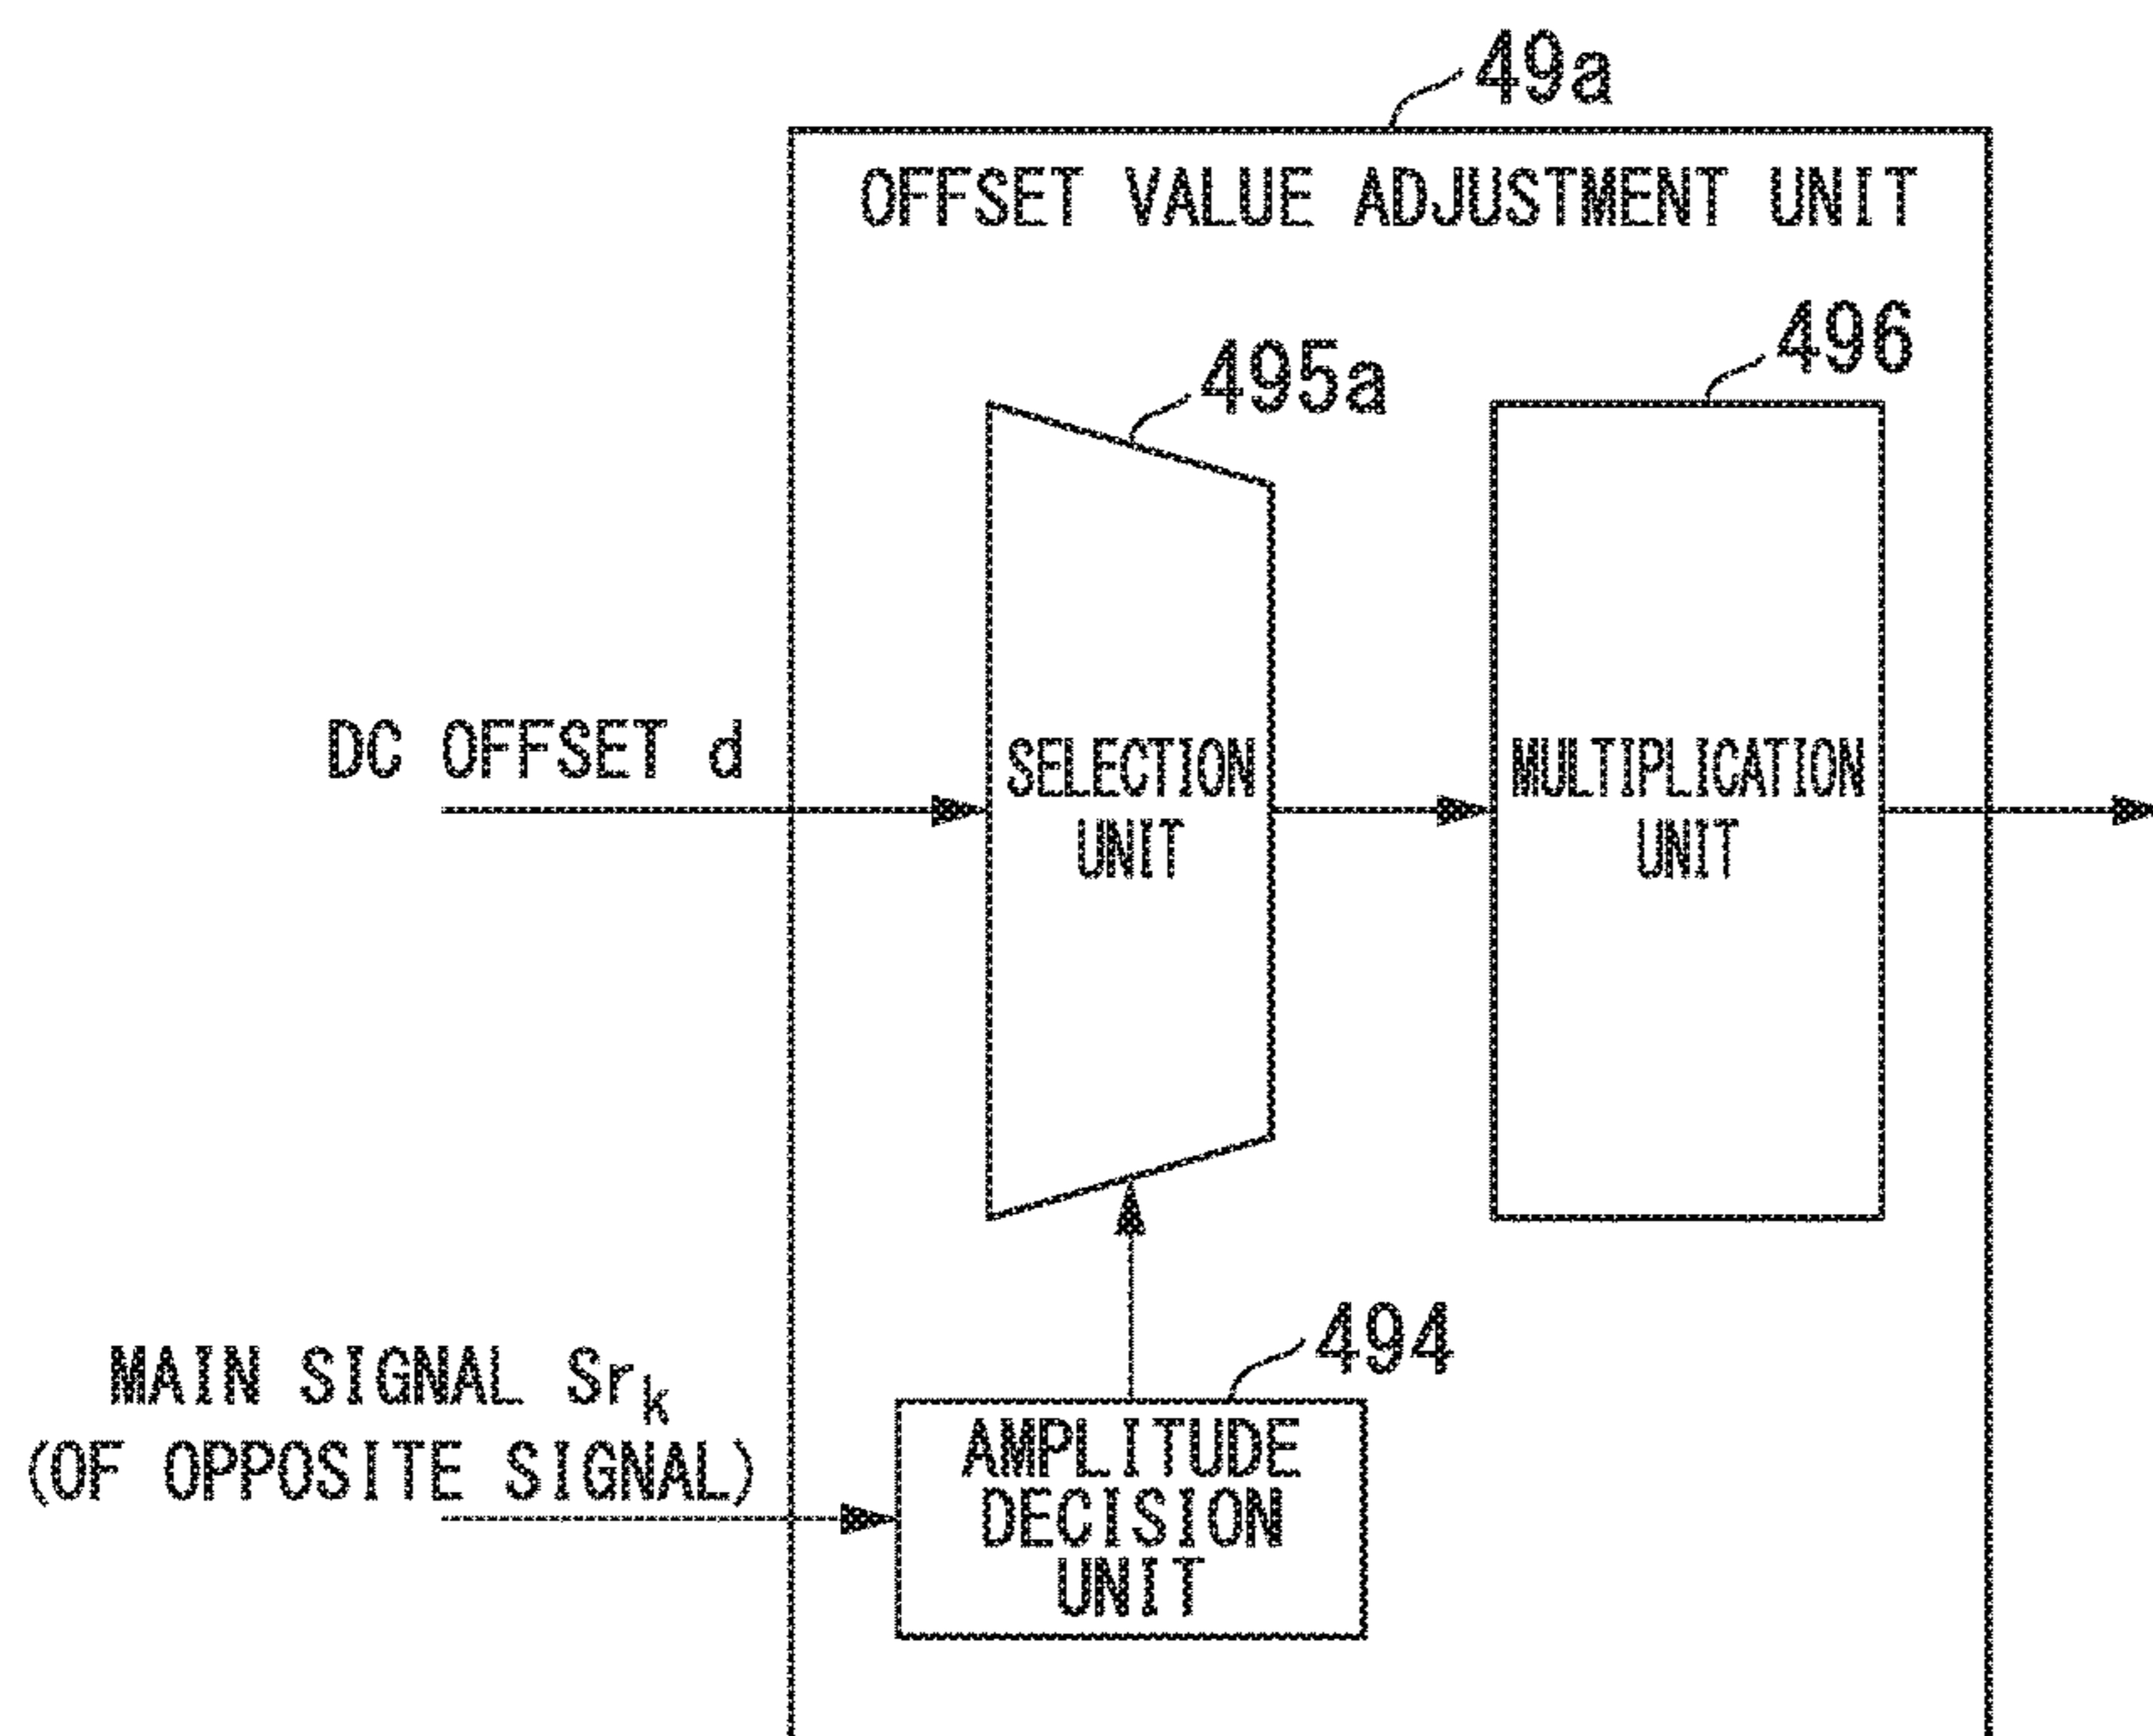 49a
OFFSET VALUE ADJUSTMENT UNIT
496
495a
DC OFFSET d
SELECTION
UNIT
MULTIPLICATION
UNIT
494
MAIN SIGNAL Srk
(OF OPPOSITE SIGNAL)
AMPLITUDE
DECISION
UNIT